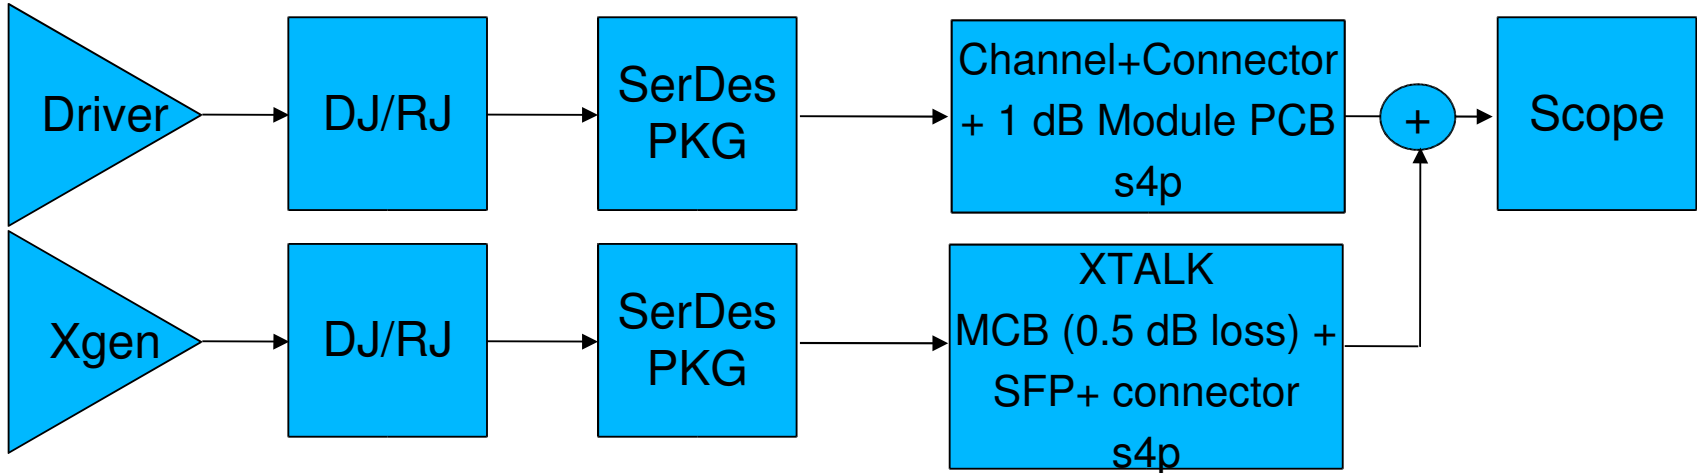 Driver
DJ/RJ
SerDes
PKG
Channel+Connector
+ 1 dB Module PCB
s4p
+
Scope
Xgen
DJ/RJ
SerDes
PKG
XTALK
MCB (0.5 dB loss) +
SFP+ connector
s4p